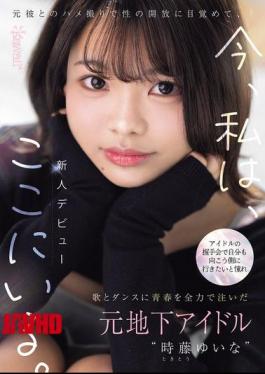 元彼とのハメ撮りで性の開放に目覚めて、
kawaii*
今、私は、
ここにいる。
新人デビュー
アイドルの
握手会で自分も
向こう側に
行きたいと憧れ
歌とダンスに青春を全力で注いだ
元地下アイドル
“時藤ゆいな”
ときとう